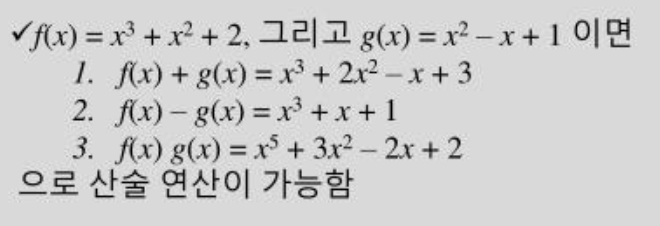 ✓f(x) = x³ + x² + 2, 그리고 g(x) = x² – x + 1 이면
1. f(x) + g(x) = x³ + 2x² – x + 3
2. f(x) – g(x) = x³ + x + 1
3. f(x) g(x) = x⁵ + 3x² – 2x + 2
으로 산술 연산이 가능함